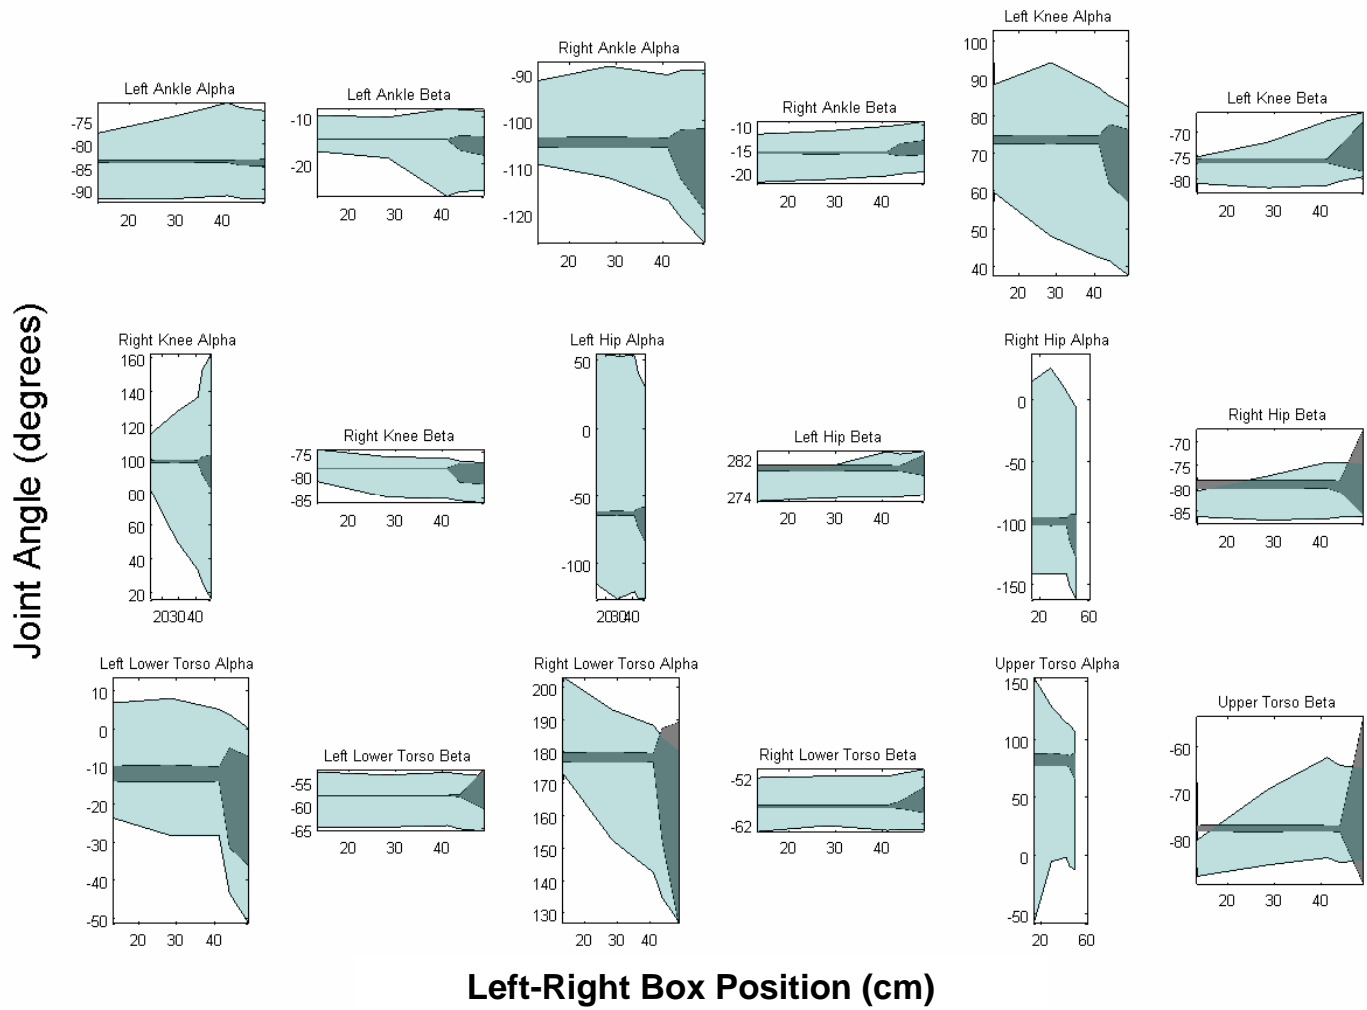 Left Knee Alpha
100
90
80
70
60
50
40
20 30 40
Right Ankle Alpha
-90
-100
-110
-120
20 30 40
Left Ankle Alpha
-75
-80
-85
-90
20 30 40
Left Ankle Beta
-10
-20
20 30 40
Right Ankle Beta
-10
-15
-20
20 30 40
Left Knee Beta
-70
-75
-80
20 30 40
Joint Angle (degrees)
Right Knee Alpha
160
140
120
100
80
60
40
20
20 30 40
Right Knee Beta
-75
-80
-85
20 30 40
Left Hip Alpha
50
0
-50
-100
20 30 40
Left Hip Beta
282
274
20 30 40
Right Hip Alpha
0
-50
-100
-150
20 60
Right Hip Beta
-70
-75
-80
-85
20 30 40
Left Lower Torso Alpha
10
0
-10
-20
-30
-40
-50
20 30 40
Left Lower Torso Beta
-55
-60
-65
20 30 40
Right Lower Torso Alpha
200
190
180
170
160
150
140
130
20 30 40
Right Lower Torso Beta
-52
-62
20 30 40
Upper Torso Alpha
150
100
50
0
-50
20 60
Upper Torso Beta
-60
-70
-80
20 30 40
Left-Right Box Position (cm)